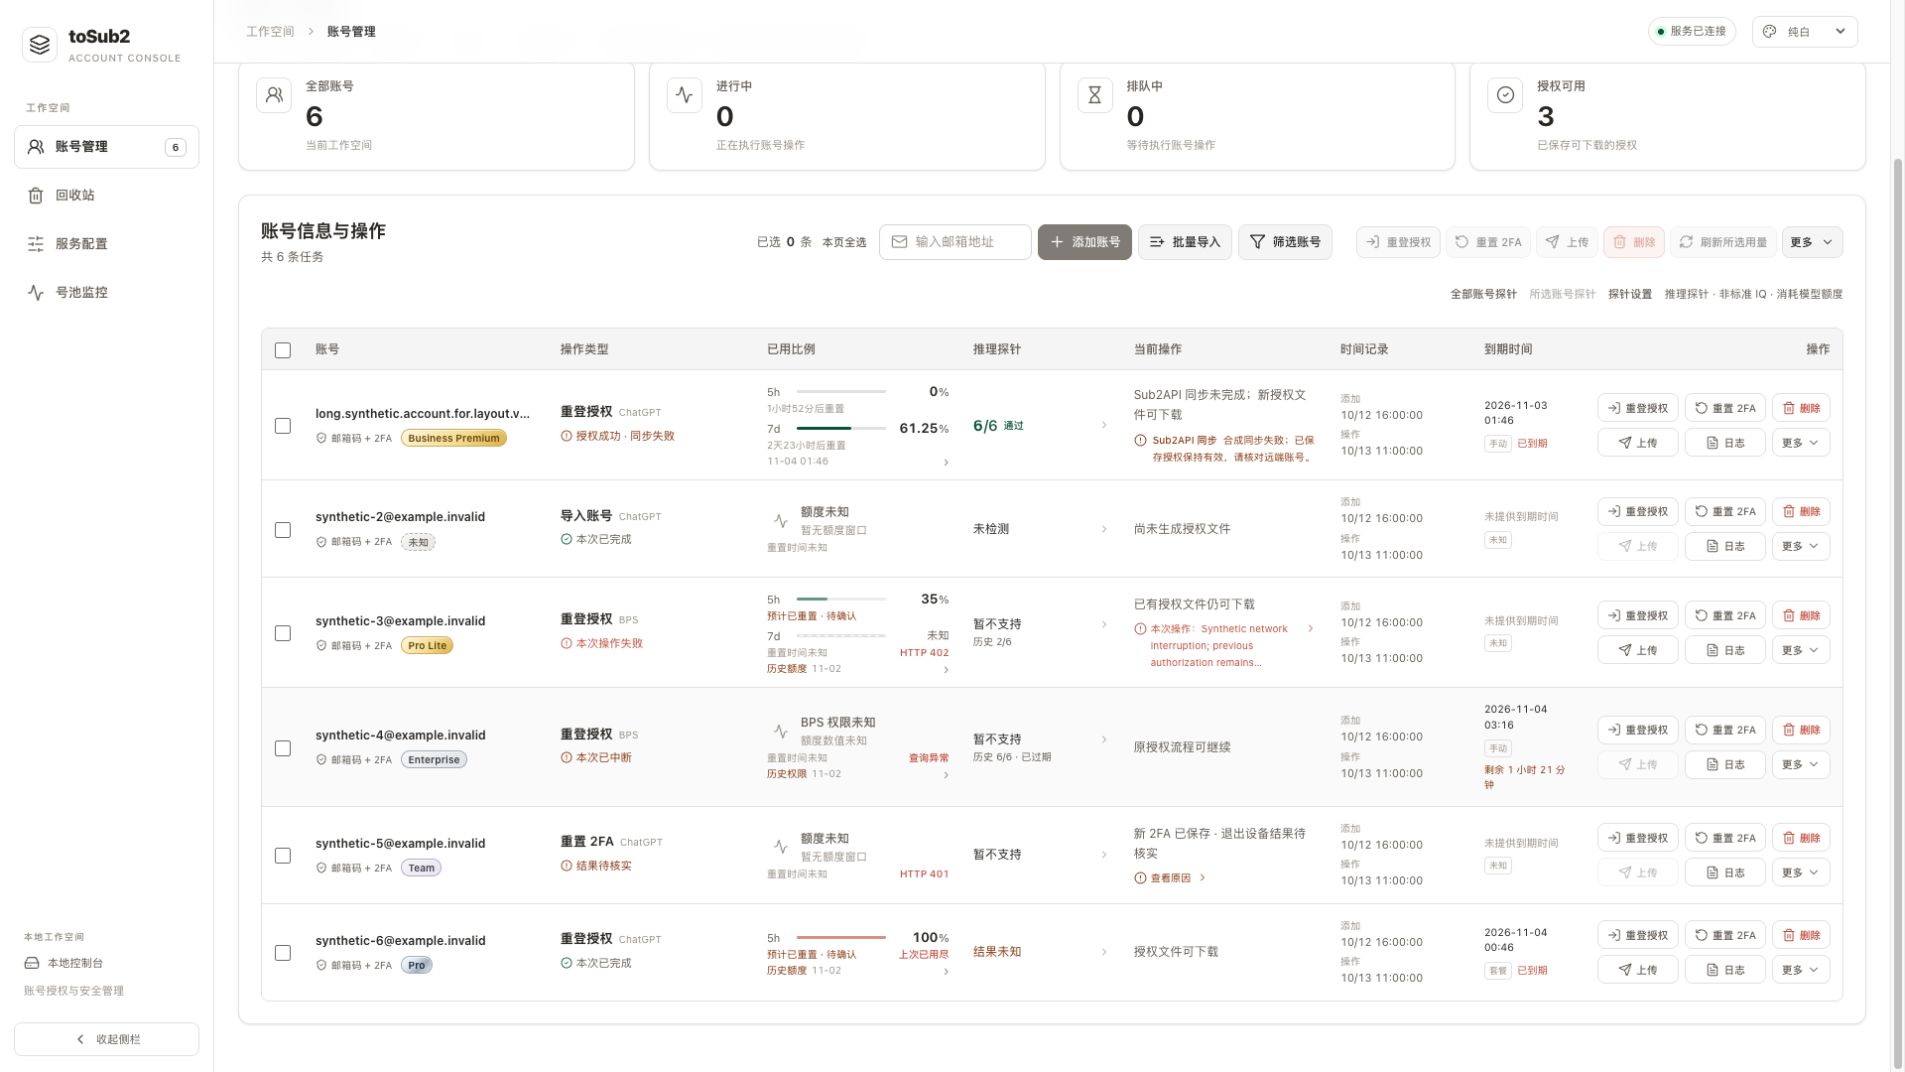 toSub2
ACCOUNT CONSOLE
工作空间
账号管理 6
回收站
服务配置
号池监控
本地工作空间
本地控制台
账号授权与安全管理
收起侧栏
工作空间 > 账号管理
服务已连接
纯白
全部账号
6
当前工作空间
进行中
0
正在执行账号操作
排队中
0
等待执行账号操作
授权可用
3
已保存可下载的授权
账号信息与操作
共 6 条任务
已选 0 条 本页全选 输入邮箱地址 添加账号 批量导入 筛选账号 重登授权 重置 2FA 上传 删除 刷新所选用量 更多
全部账号探针 所选账号探针 探针设置 推理探针 · 非标准 IQ · 消耗模型额度
账号 操作类型 已用比例 推理探针 当前操作 时间记录 到期时间 操作
long.synthetic.account.for.layout.v...
邮箱码 + 2FA Business Premium
重登授权 ChatGPT
授权成功 · 同步失败
5h 0%
1小时52分后重置
7d 61.25%
2天23小时后重置
11-04 01:46
6/6 通过
Sub2API 同步未完成；新授权文
件可下载
Sub2API 同步 合成同步失败；已保
存授权保持有效，请核对远端账号。
添加
10/12 16:00:00
操作
10/13 11:00:00
2026-11-03
01:46
手动 已到期
重登授权 重置 2FA 删除
上传 日志 更多
synthetic-2@example.invalid
邮箱码 + 2FA 未知
导入账号 ChatGPT
本次已完成
额度未知
暂无额度窗口
重置时间未知
未检测
尚未生成授权文件
添加
10/12 16:00:00
操作
10/13 11:00:00
未提供到期时间
未知
重登授权 重置 2FA 删除
上传 日志 更多
synthetic-3@example.invalid
邮箱码 + 2FA Pro Lite
重登授权 BPS
本次操作失败
5h 35%
预计已重置 · 待确认
7d 未知
重置时间未知 HTTP 402
历史额度 11-02
暂不支持
历史 2/6
已有授权文件仍可下载
本次操作： Synthetic network
interruption; previous
authorization remains...
添加
10/12 16:00:00
操作
10/13 11:00:00
未提供到期时间
未知
重登授权 重置 2FA 删除
上传 日志 更多
synthetic-4@example.invalid
邮箱码 + 2FA Enterprise
重登授权 BPS
本次已中断
BPS 权限未知
额度数值未知
重置时间未知 查询异常
历史权限 11-02
暂不支持
历史 6/6 · 已过期
原授权流程可继续
添加
10/12 16:00:00
操作
10/13 11:00:00
2026-11-04
03:16
手动
剩余 1 小时 21 分
钟
重登授权 重置 2FA 删除
上传 日志 更多
synthetic-5@example.invalid
邮箱码 + 2FA Team
重置 2FA ChatGPT
结果待核实
额度未知
暂无额度窗口
重置时间未知 HTTP 401
暂不支持
新 2FA 已保存 · 退出设备结果待
核实
查看原因
添加
10/12 16:00:00
操作
10/13 11:00:00
未提供到期时间
未知
重登授权 重置 2FA 删除
上传 日志 更多
synthetic-6@example.invalid
邮箱码 + 2FA Pro
重登授权 ChatGPT
本次已完成
5h 100%
预计已重置 · 待确认 上次已用尽
历史额度 11-02
结果未知
授权文件可下载
添加
10/12 16:00:00
操作
10/13 11:00:00
2026-11-04
00:46
套餐 已到期
重登授权 重置 2FA 删除
上传 日志 更多